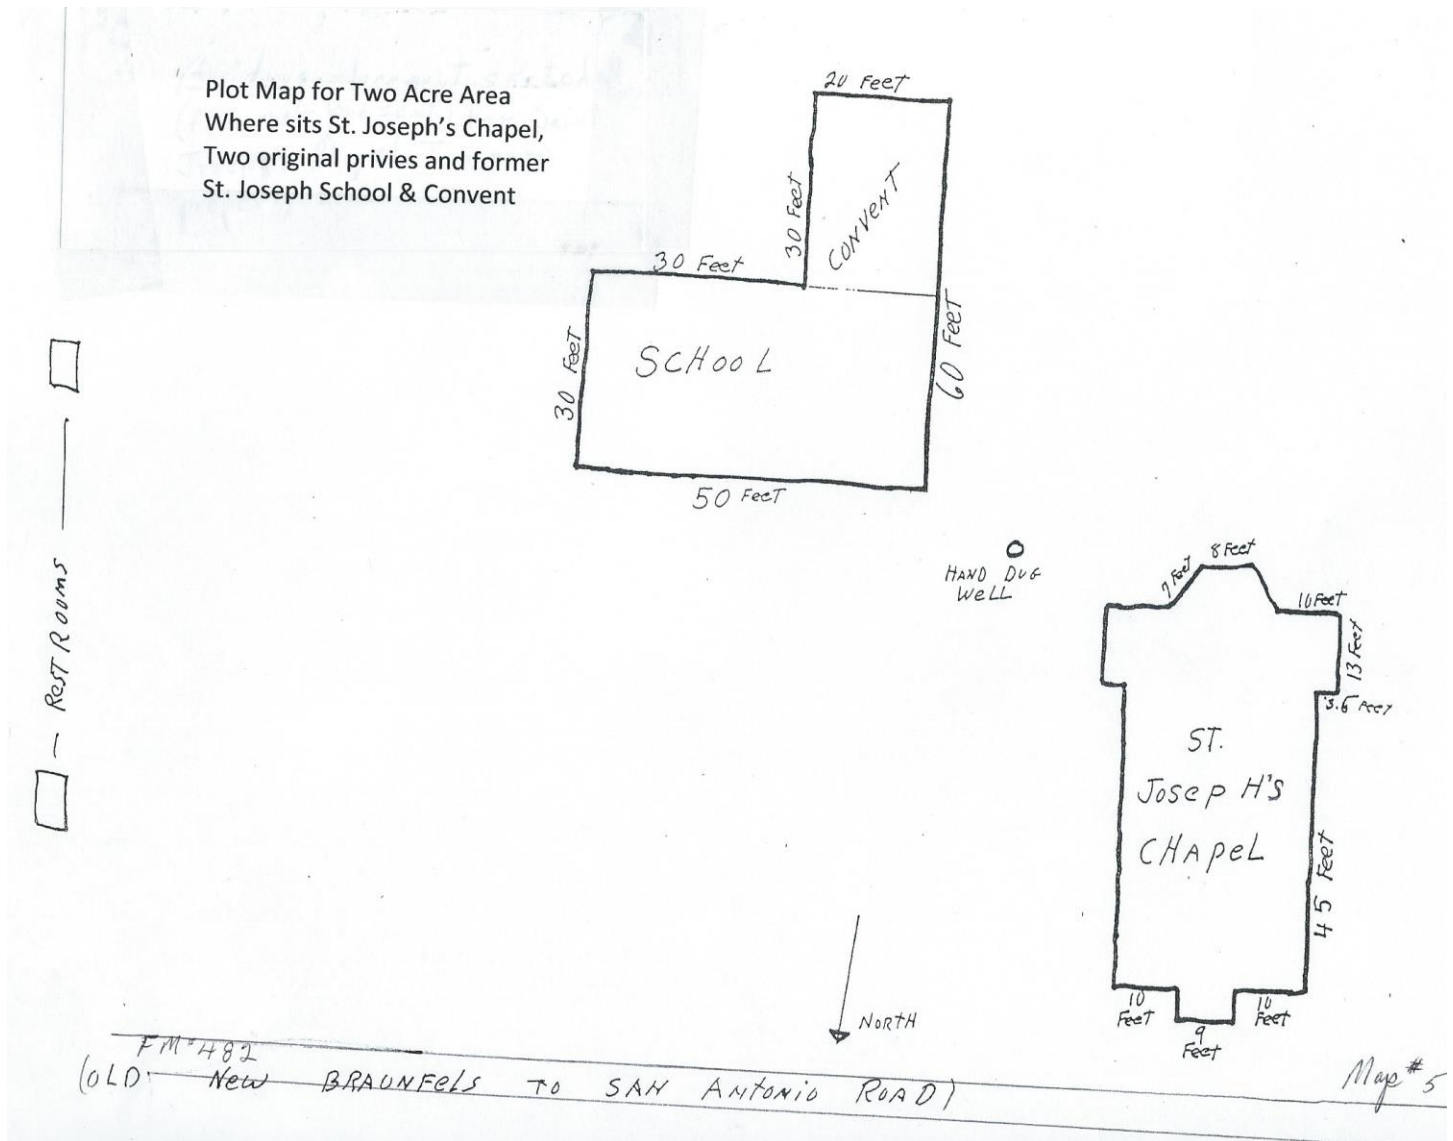 Plot Map for Two Acre Area
Where sits St. Joseph's Chapel,
Two original privies and former
St. Joseph School & Convent
20 Feet
30 Feet
CONVENT
30 Feet
30 Feet
SCHOOL
60 Feet
50 Feet
Rest Rooms
HAND DUG
WELL
8 Feet
7 Feet
10 Feet
13 Feet
3.6 Feet
ST.
JOSEPH'S
CHAPEL
45 Feet
10
Feet
9
Feet
10
Feet
NORTH
FM 482
(OLD New BRAUNFELS TO SAN ANTONIO ROAD)
Map #5